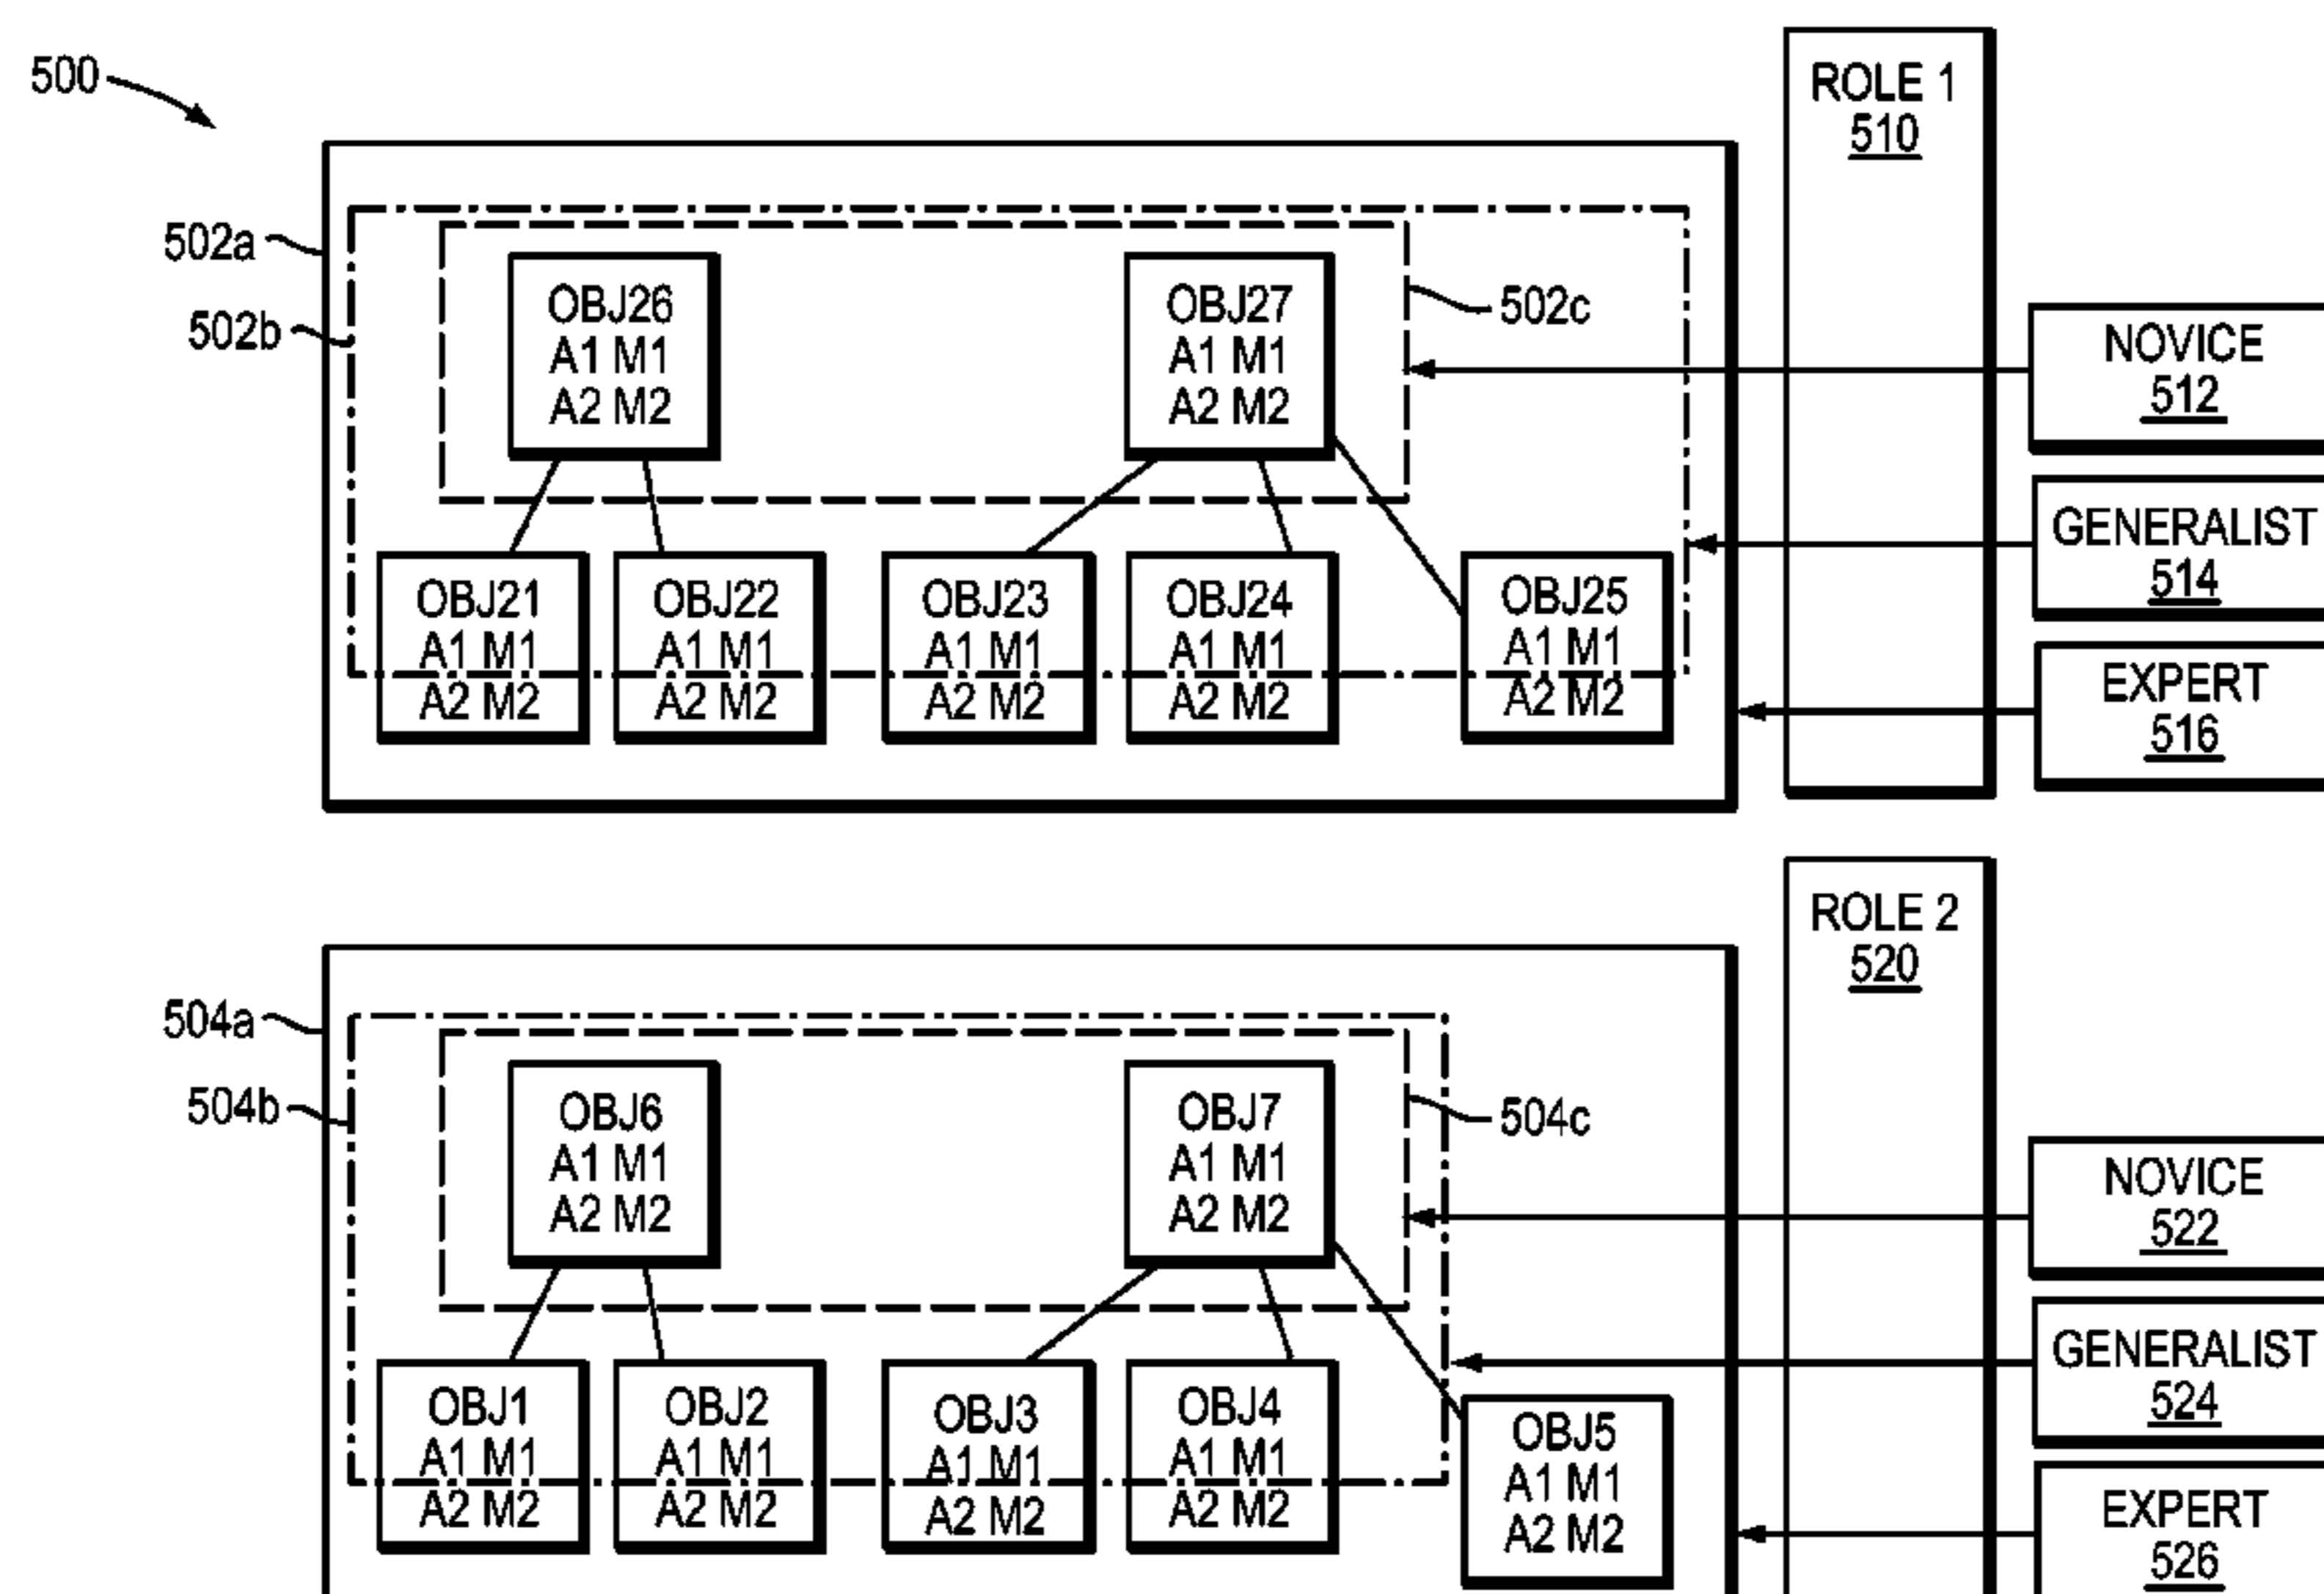 500
ROLE 1
510
502a
502b
OBJ26
A1 M1
A2 M2
OBJ27
A1 M1
A2 M2
502c
NOVICE
512
GENERALIST
514
EXPERT
516
OBJ21
A1 M1
A2 M2
OBJ22
A1 M1
A2 M2
OBJ23
A1 M1
A2 M2
OBJ24
A1 M1
A2 M2
OBJ25
A1 M1
A2 M2
ROLE 2
520
504a
504b
OBJ6
A1 M1
A2 M2
OBJ7
A1 M1
A2 M2
504c
NOVICE
522
GENERALIST
524
EXPERT
526
OBJ1
A1 M1
A2 M2
OBJ2
A1 M1
A2 M2
OBJ3
A1 M1
A2 M2
OBJ4
A1 M1
A2 M2
OBJ5
A1 M1
A2 M2